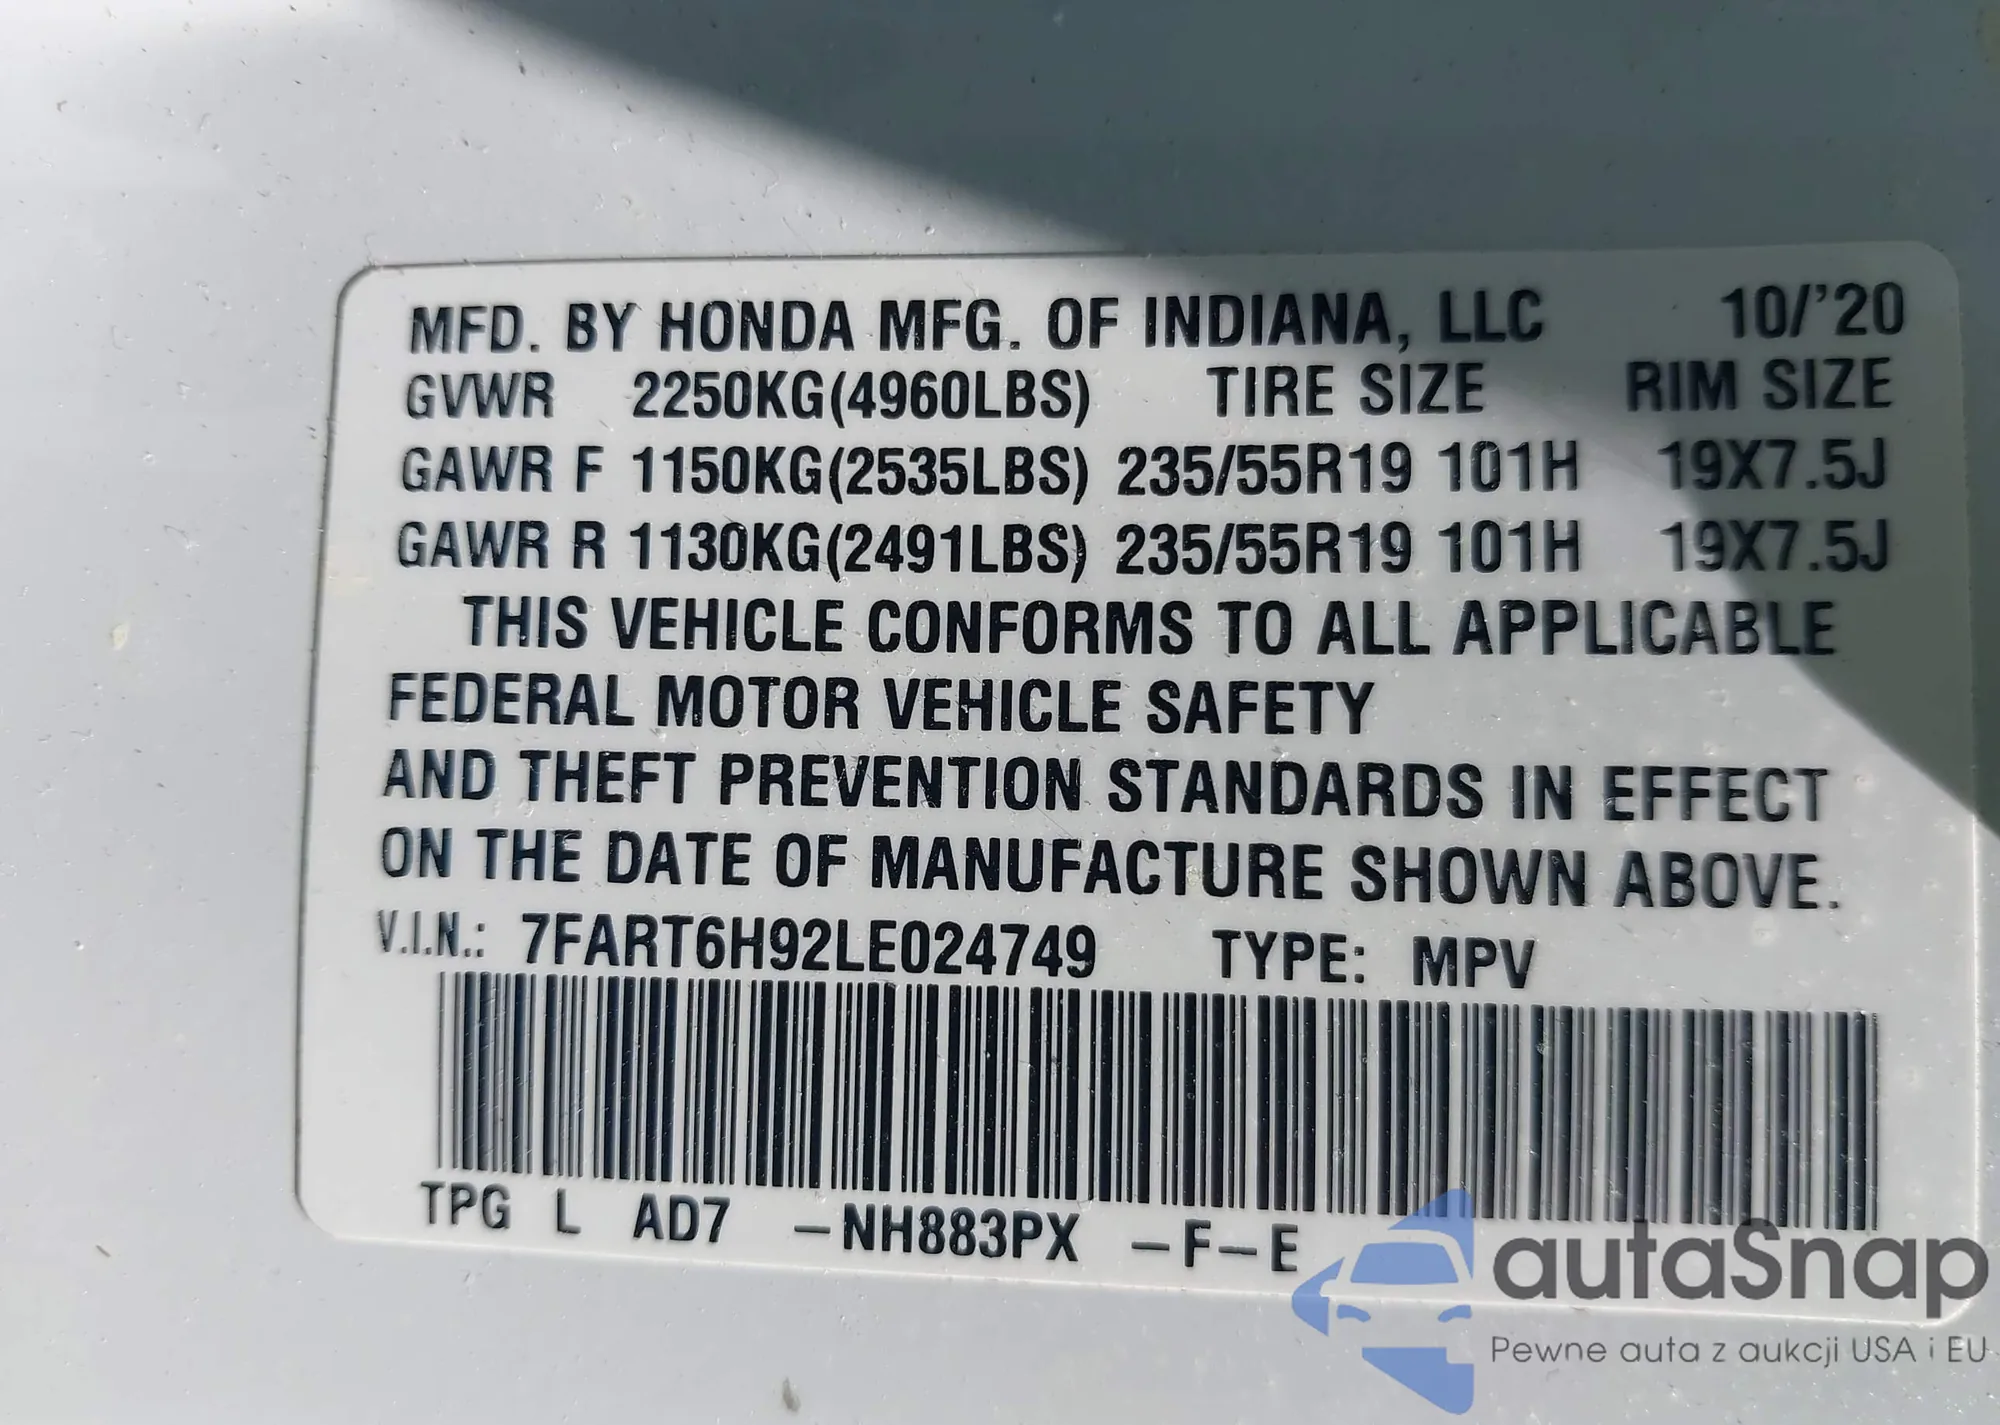 MFD. BY HONDA MFG. OF INDIANA, LLC 10/'20
GVWR 2250KG(4960LBS) TIRE SIZE RIM SIZE
GAWR F 1150KG(2535LBS) 235/55R19 101H 19X7.5J
GAWR R 1130KG(2491LBS) 235/55R19 101H 19X7.5J
THIS VEHICLE CONFORMS TO ALL APPLICABLE
FEDERAL MOTOR VEHICLE SAFETY
AND THEFT PREVENTION STANDARDS IN EFFECT
ON THE DATE OF MANUFACTURE SHOWN ABOVE.
V.I.N.: 7FART6H92LE024749 TYPE: MPV
TPG L AD7 –NH883PX –F–E
autaSnap
Pewne auta z aukcji USA i EU